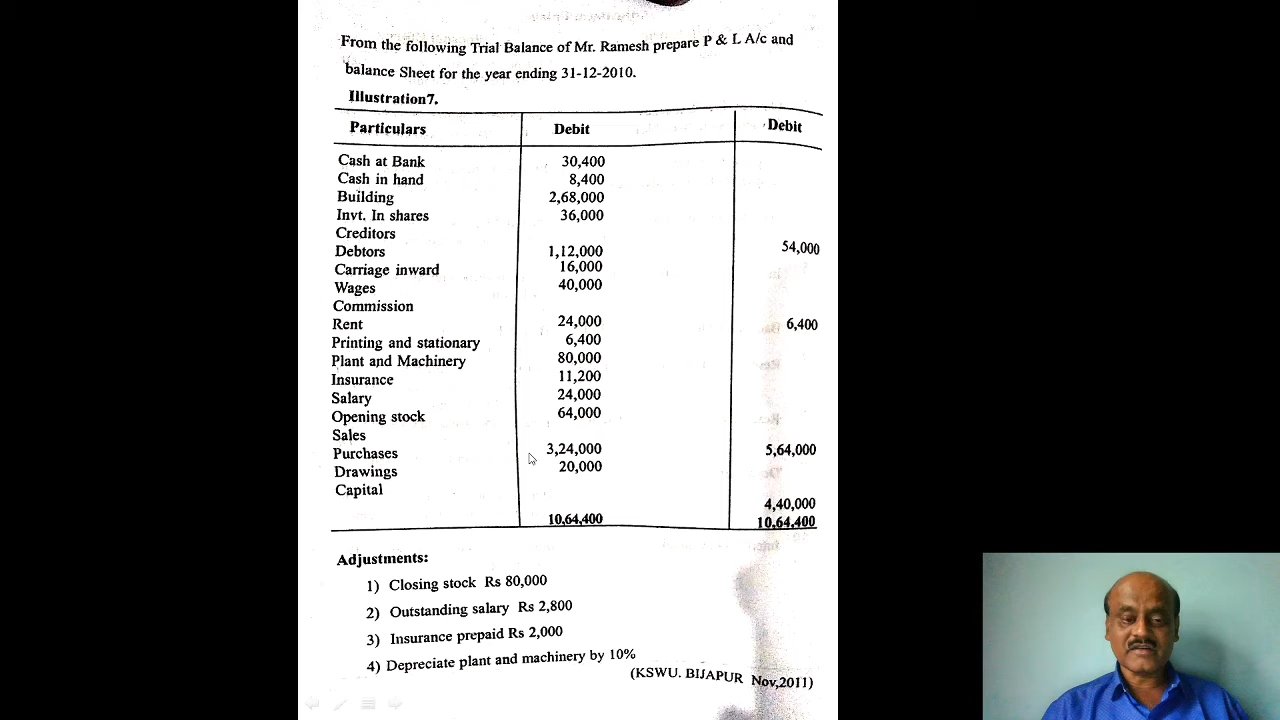 From the following Trial Balance of Mr. Ramesh prepare P & L A/c and
balance Sheet for the year ending 31-12-2010.
Illustration7.
Particulars Debit Debit
Cash at Bank 30,400
Cash in hand 8,400
Building 2,68,000
Invt. In shares 36,000
Creditors 54,000
Debtors 1,12,000
Carriage inward 16,000
Wages 40,000
Commission 6,400
Rent 24,000
Printing and stationary 6,400
Plant and Machinery 80,000
Insurance 11,200
Salary 24,000
Opening stock 64,000
Sales 5,64,000
Purchases 3,24,000
Drawings 20,000
Capital 4,40,000
10,64,400 10,64,400
Adjustments:
1) Closing stock Rs 80,000
2) Outstanding salary Rs 2,800
3) Insurance prepaid Rs 2,000
4) Depreciate plant and machinery by 10%
(KSWU. BIJAPUR Nov,2011)